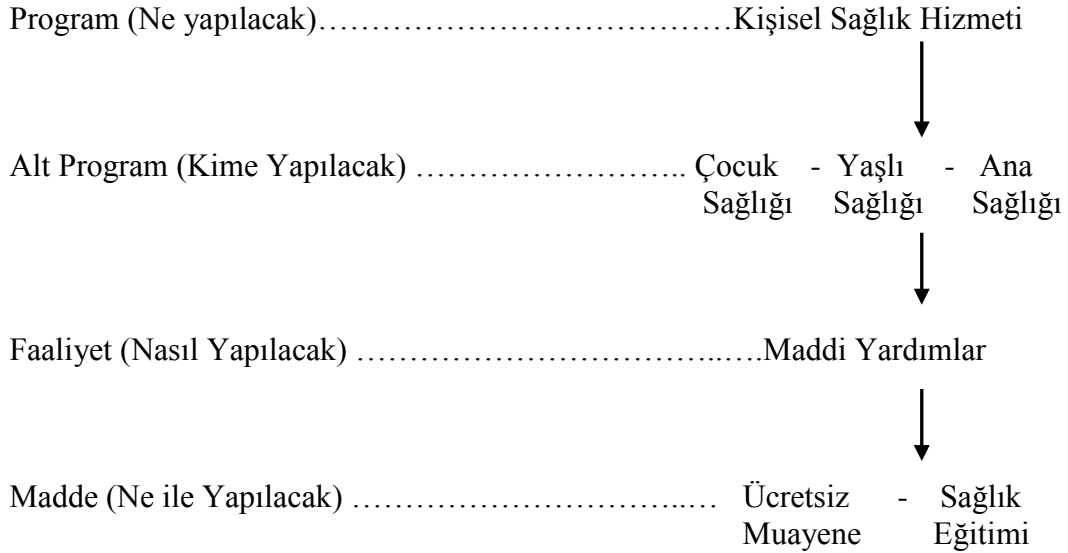 Program (Ne yapılacak)……………………………………Kişisel Sağlık Hizmeti
Alt Program (Kime Yapılacak) …………………….. Çocuk - Yaşlı - Ana
Sağlığı Sağlığı Sağlığı
Faaliyet (Nasıl Yapılacak) ……………………………..….Maddi Yardımlar
Madde (Ne ile Yapılacak) …………………………..… Ücretsiz - Sağlık
Muayene Eğitimi